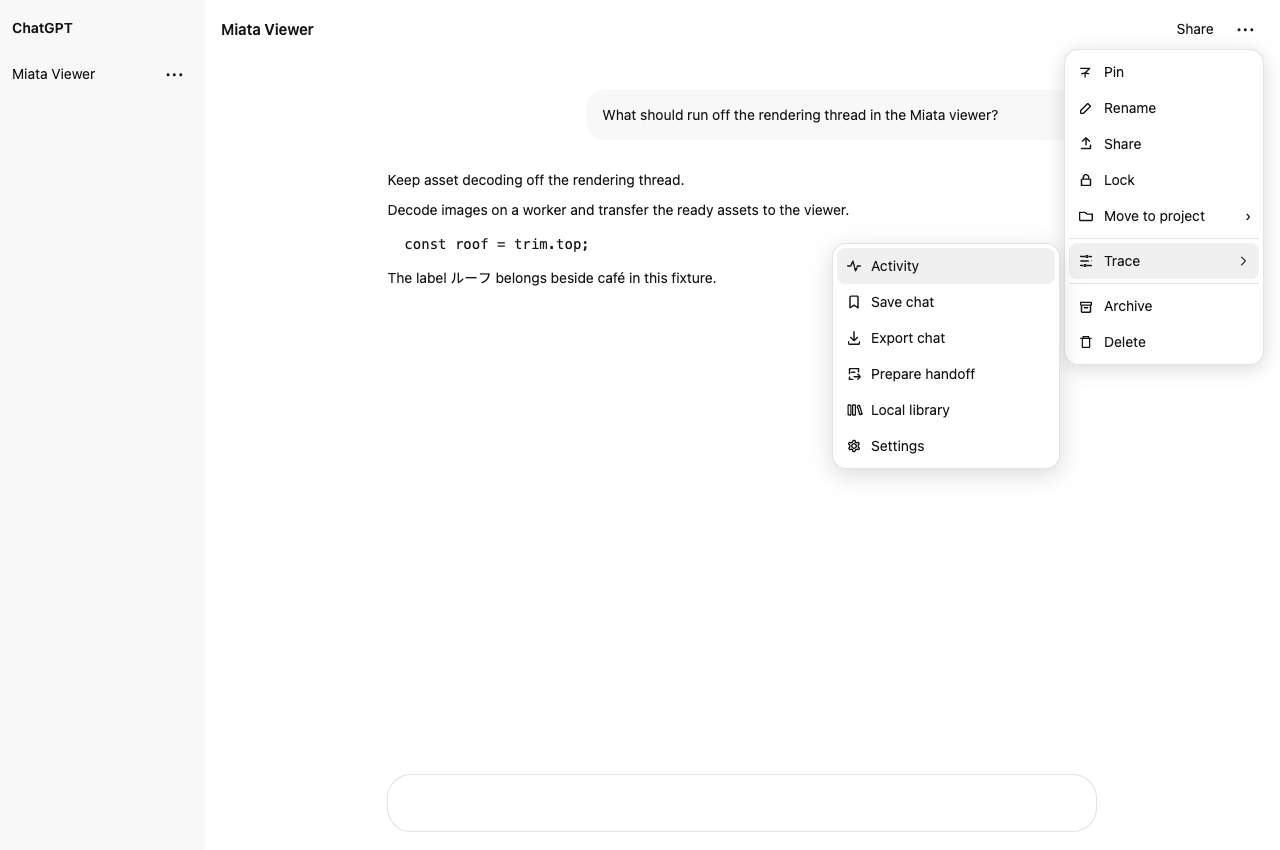 ChatGPT
Miata Viewer
Miata Viewer
Share
What should run off the rendering thread in the Miata viewer?
Keep asset decoding off the rendering thread.
Decode images on a worker and transfer the ready assets to the viewer.
const roof = trim.top;
The label ルーフ belongs beside café in this fixture.
Pin
Rename
Share
Lock
Move to project
Trace
Archive
Delete
Activity
Save chat
Export chat
Prepare handoff
Local library
Settings